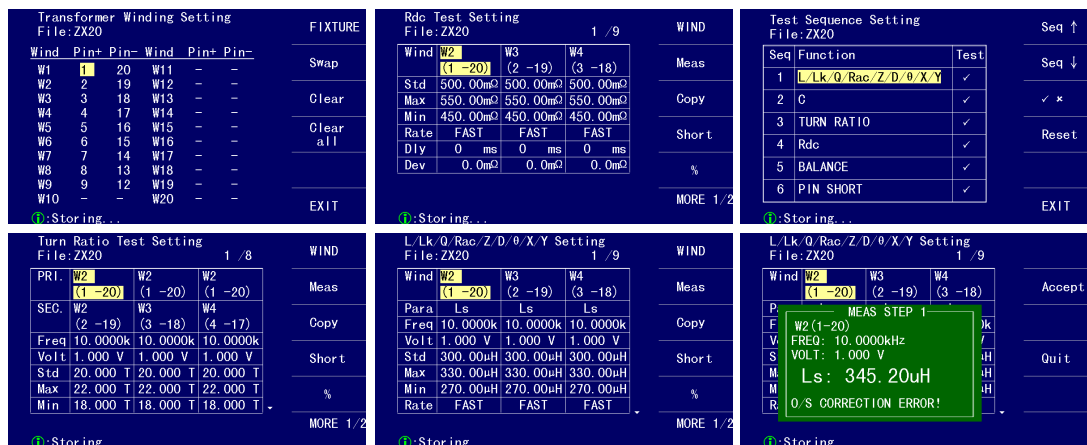 Transformer Winding Setting
File:ZX20
FIXTURE
Wind Pin+ Pin- Wind Pin+ Pin-
W1 1 20 W11 - -
W2 2 19 W12 - -
W3 3 18 W13 - -
W4 4 17 W14 - -
W5 5 16 W15 - -
W6 6 15 W16 - -
W7 7 14 W17 - -
W8 8 13 W18 - -
W9 9 12 W19 - -
W10 - - W20 - -
Swap
Clear
Clear
all
EXIT
ⓘ:Storing...
Rdc Test Setting
File:ZX20 1 /9
WIND
Wind W2 W3 W4
(1 -20) (2 -19) (3 -18)
Std 500.00mΩ 500.00mΩ 500.00mΩ
Max 550.00mΩ 550.00mΩ 550.00mΩ
Min 450.00mΩ 450.00mΩ 450.00mΩ
Rate FAST FAST FAST
Dly 0 ms 0 ms 0 ms
Dev 0.0mΩ 0.0mΩ 0.0mΩ
Meas
Copy
Short
%
MORE 1/2
ⓘ:Storing...
Test Sequence Setting
File:ZX20
Seq ↑
Seq Function Test
1 L/Lk/Q/Rac/Z/D/θ/X/Y ✓
2 C ✓
3 TURN RATIO ✓
4 Rdc ✓
5 BALANCE ✓
6 PIN SHORT ✓
Seq ↓
✓ ×
Reset
EXIT
ⓘ:Storing...
Turn Ratio Test Setting
File:ZX20 1 /8
WIND
PRI. W2 W2 W2
(1 -20) (1 -20) (1 -20)
SEC. W2 W3 W4
(2 -19) (3 -18) (4 -17)
Freq 10.0000k 10.0000k 10.0000k
Volt 1.000 V 1.000 V 1.000 V
Std 20.000 T 20.000 T 20.000 T
Max 22.000 T 22.000 T 22.000 T
Min 18.000 T 18.000 T 18.000 T
Meas
Copy
Short
%
MORE 1/2
ⓘ:Storing
L/Lk/Q/Rac/Z/D/θ/X/Y Setting
File:ZX20 1 /9
WIND
Wind W2 W3 W4
(1 -20) (2 -19) (3 -18)
Para Ls Ls Ls
Freq 10.0000k 10.0000k 10.0000k
Volt 1.000 V 1.000 V 1.000 V
Std 300.00uH 300.00uH 300.00uH
Max 330.00uH 330.00uH 330.00uH
Min 270.00uH 270.00uH 270.00uH
Rate FAST FAST FAST
Meas
Copy
Short
%
MORE 1/2
ⓘ:Storing
L/Lk/Q/Rac/Z/D/θ/X/Y Setting
File:ZX20 1 /9
Wind W2 W3 W4
(1 -20) (2 -19) (3 -18)
MEAS STEP 1
W2(1-20)
FREQ: 10.0000kHz
VOLT: 1.000 V
Ls: 345.20uH
O/S CORRECTION ERROR!
Accept
Quit
ⓘ:Storing